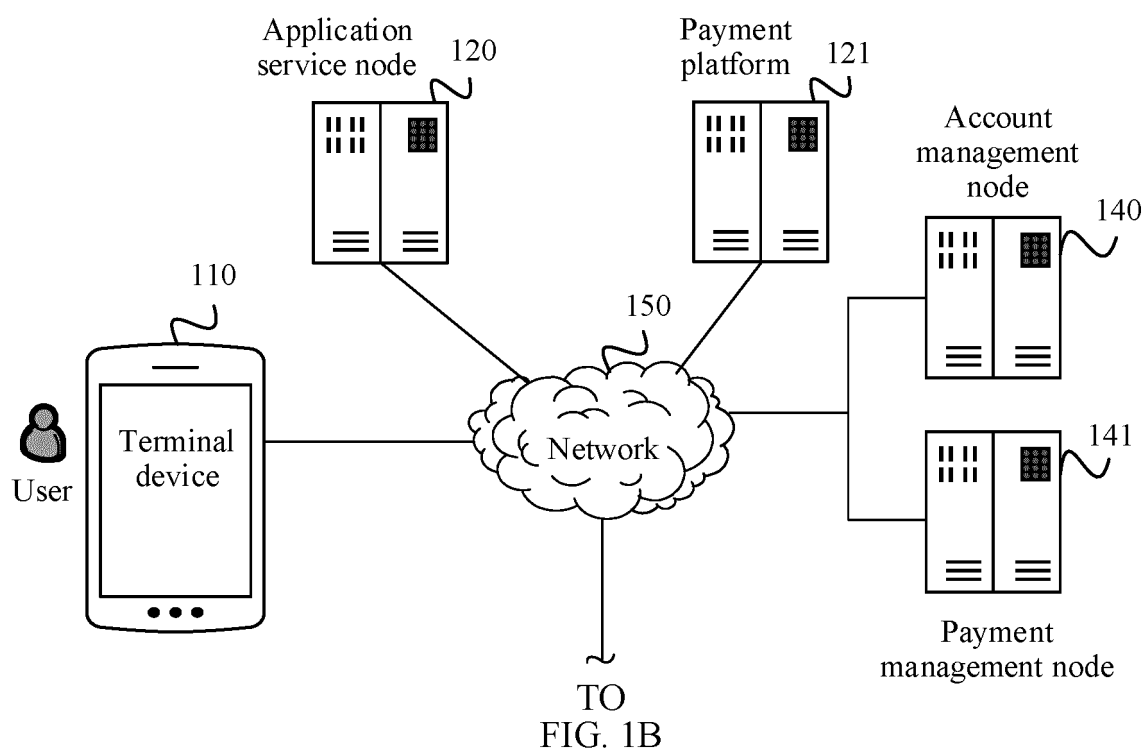 Application
service node
120
Payment
platform
121
Account
management
node
140
110
150
Terminal
device
Network
141
User
Payment
management node
TO
FIG. 1B